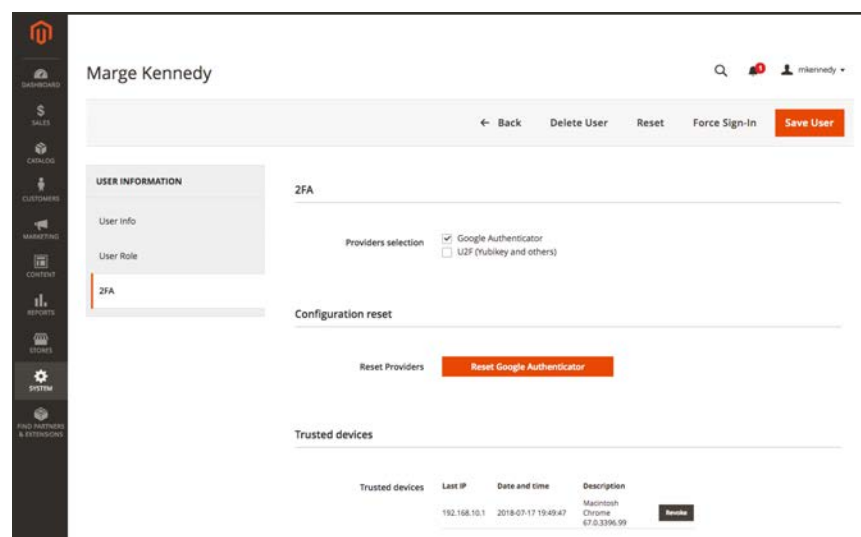 Marge Kennedy
1
mkennedy
← Back Delete User Reset Force Sign-In Save User
DASHBOARD
SALES
CATALOG
CUSTOMERS
MARKETING
CONTENT
REPORTS
STORES
SYSTEM
FIND PARTNERS
& EXTENSIONS
USER INFORMATION
User Info
User Role
2FA
2FA
Providers selection
Google Authenticator
U2F (Yubikey and others)
Configuration reset
Reset Providers
Reset Google Authenticator
Trusted devices
Trusted devices
Last IP Date and time Description
192.168.10.1 2018-07-17 19:49:47
Macintosh
Chrome
67.0.3396.99
Revoke